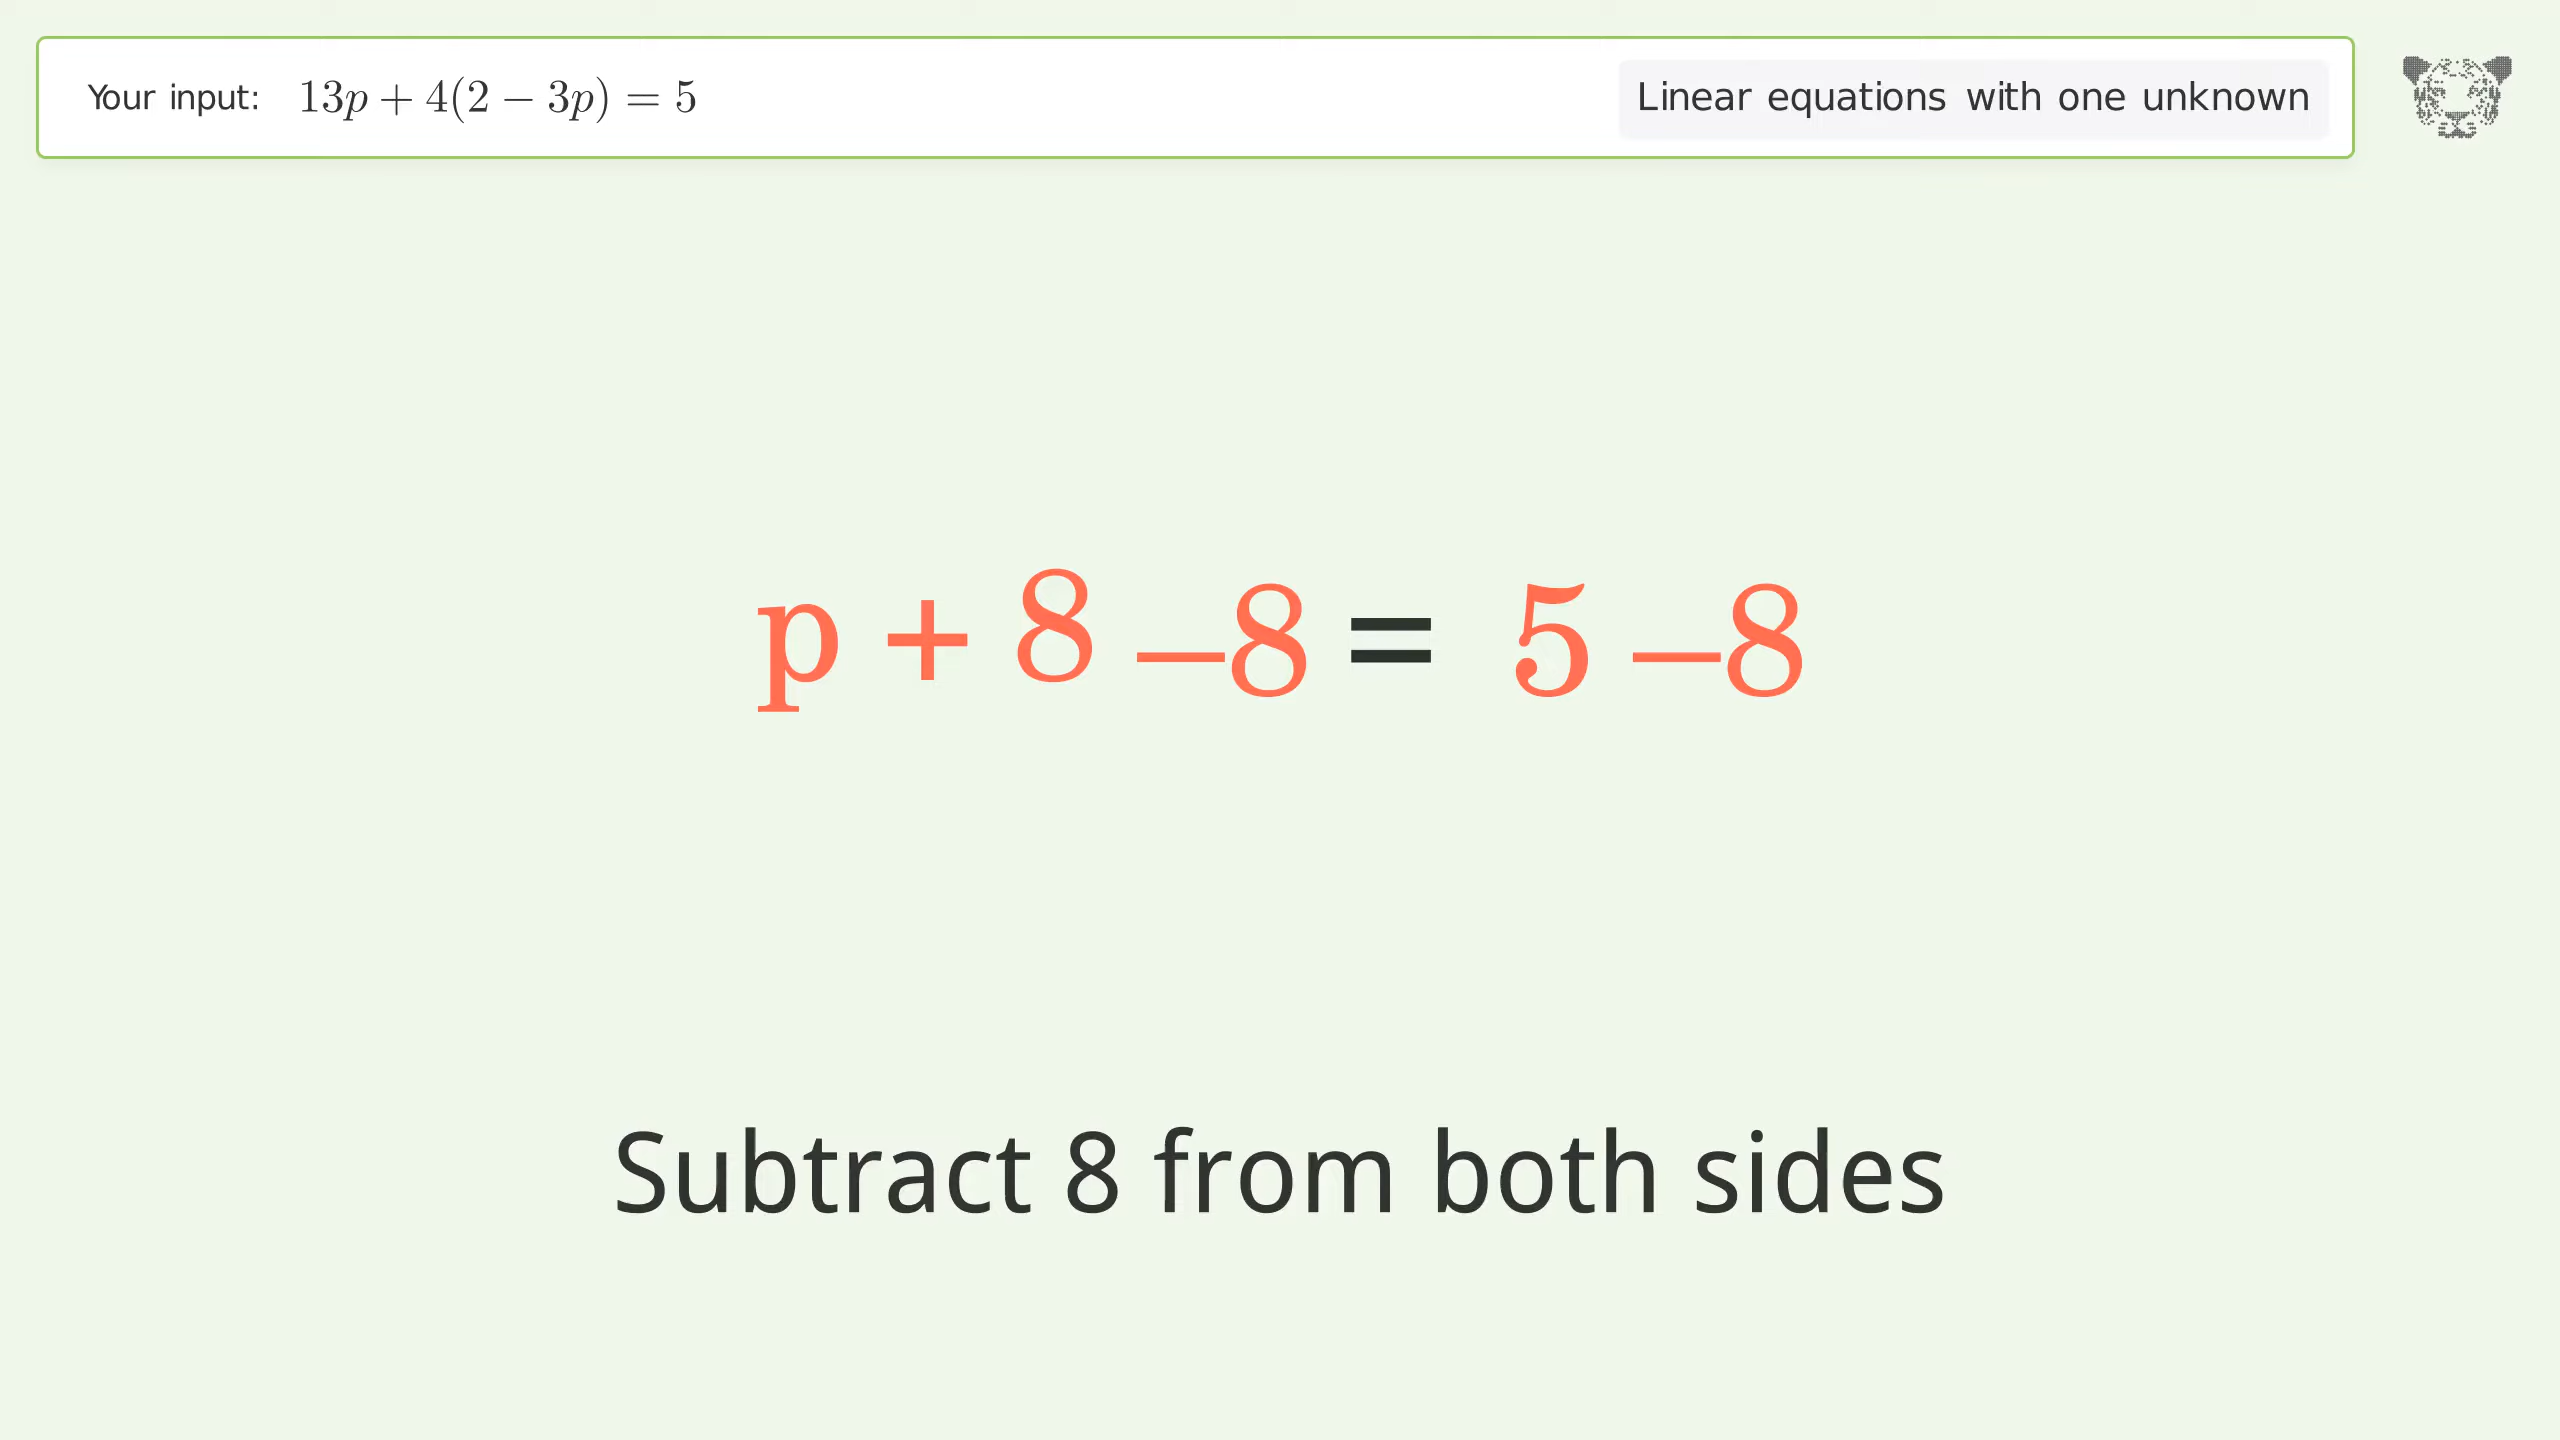 Your input: 13p + 4(2 − 3p) = 5
Linear equations with one unknown
p + 8 −8 = 5 −8
Subtract 8 from both sides